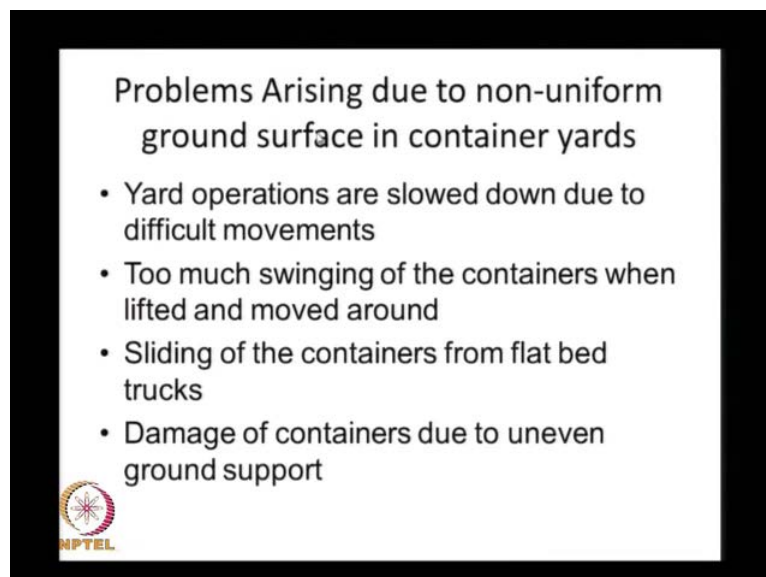 Problems Arising due to non-uniform
ground surface in container yards
• Yard operations are slowed down due to
difficult movements
• Too much swinging of the containers when
lifted and moved around
• Sliding of the containers from flat bed
trucks
• Damage of containers due to uneven
ground support
NPTEL